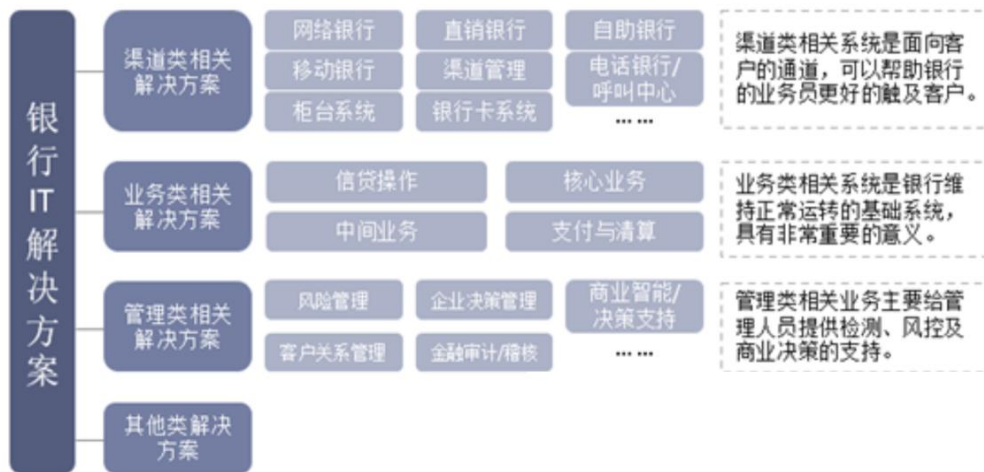 银行IT解决方案
渠道类相关
解决方案
网络银行
直销银行
自助银行
移动银行
渠道管理
电话银行/
呼叫中心
柜台系统
银行卡系统
... ...
渠道类相关系统是面向客
户的通道，可以帮助银行
的业务员更好的触及客户。
业务类相关
解决方案
信贷操作
核心业务
中间业务
支付与清算
业务类相关系统是银行维
持正常运转的基础系统，
具有非常重要的意义。
管理类相关
解决方案
风险管理
企业决策管理
商业智能/
决策支持
客户关系管理
金融审计/稽核
... ...
管理类相关业务主要给管
理人员提供检测、风控及
商业决策的支持。
其他类解决
方案